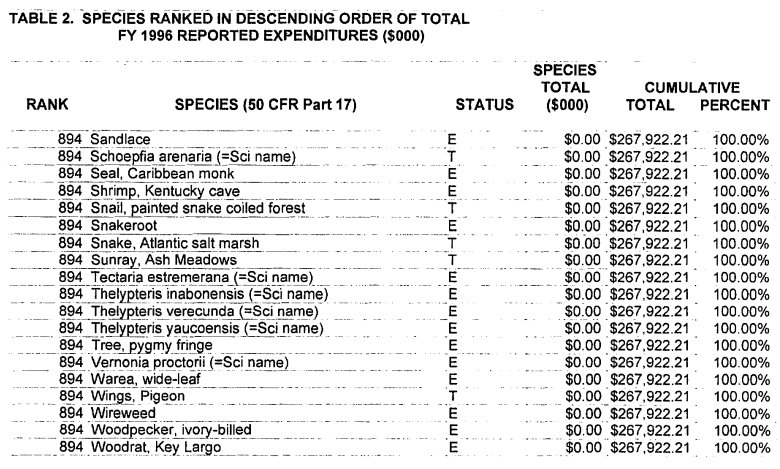 TABLE 2. SPECIES RANKED IN DESCENDING ORDER OF TOTAL
FY 1996 REPORTED EXPENDITURES ($000)
SPECIES
TOTAL CUMULATIVE
RANK SPECIES (50 CFR Part 17) STATUS ($000) TOTAL PERCENT
894 Sandlace E $0.00 $267,922.21 100.00%
894 Schoepfia arenaria (=Sci name) T $0.00 $267,922.21 100.00%
894 Seal, Caribbean monk E $0.00 $267,922.21 100.00%
894 Shrimp, Kentucky cave E $0.00 $267,922.21 100.00%
894 Snail, painted snake coiled forest T $0.00 $267,922.21 100.00%
894 Snakeroot E $0.00 $267,922.21 100.00%
894 Snake, Atlantic salt marsh T $0.00 $267,922.21 100.00%
894 Sunray, Ash Meadows T $0.00 $267,922.21 100.00%
894 Tectaria estremerana (=Sci name) E $0.00 $267,922.21 100.00%
894 Thelypteris inabonensis (=Sci name) E $0.00 $267,922.21 100.00%
894 Thelypteris verecunda (=Sci name) E $0.00 $267,922.21 100.00%
894 Thelypteris yaucoensis (=Sci name) E $0.00 $267,922.21 100.00%
894 Tree, pygmy fringe E $0.00 $267,922.21 100.00%
894 Vernonia proctorii (=Sci name) E $0.00 $267,922.21 100.00%
894 Warea, wide-leaf E $0.00 $267,922.21 100.00%
894 Wings, Pigeon T $0.00 $267,922.21 100.00%
894 Wireweed E $0.00 $267,922.21 100.00%
894 Woodpecker, ivory-billed E $0.00 $267,922.21 100.00%
894 Woodrat, Key Largo E $0.00 $267,922.21 100.00%